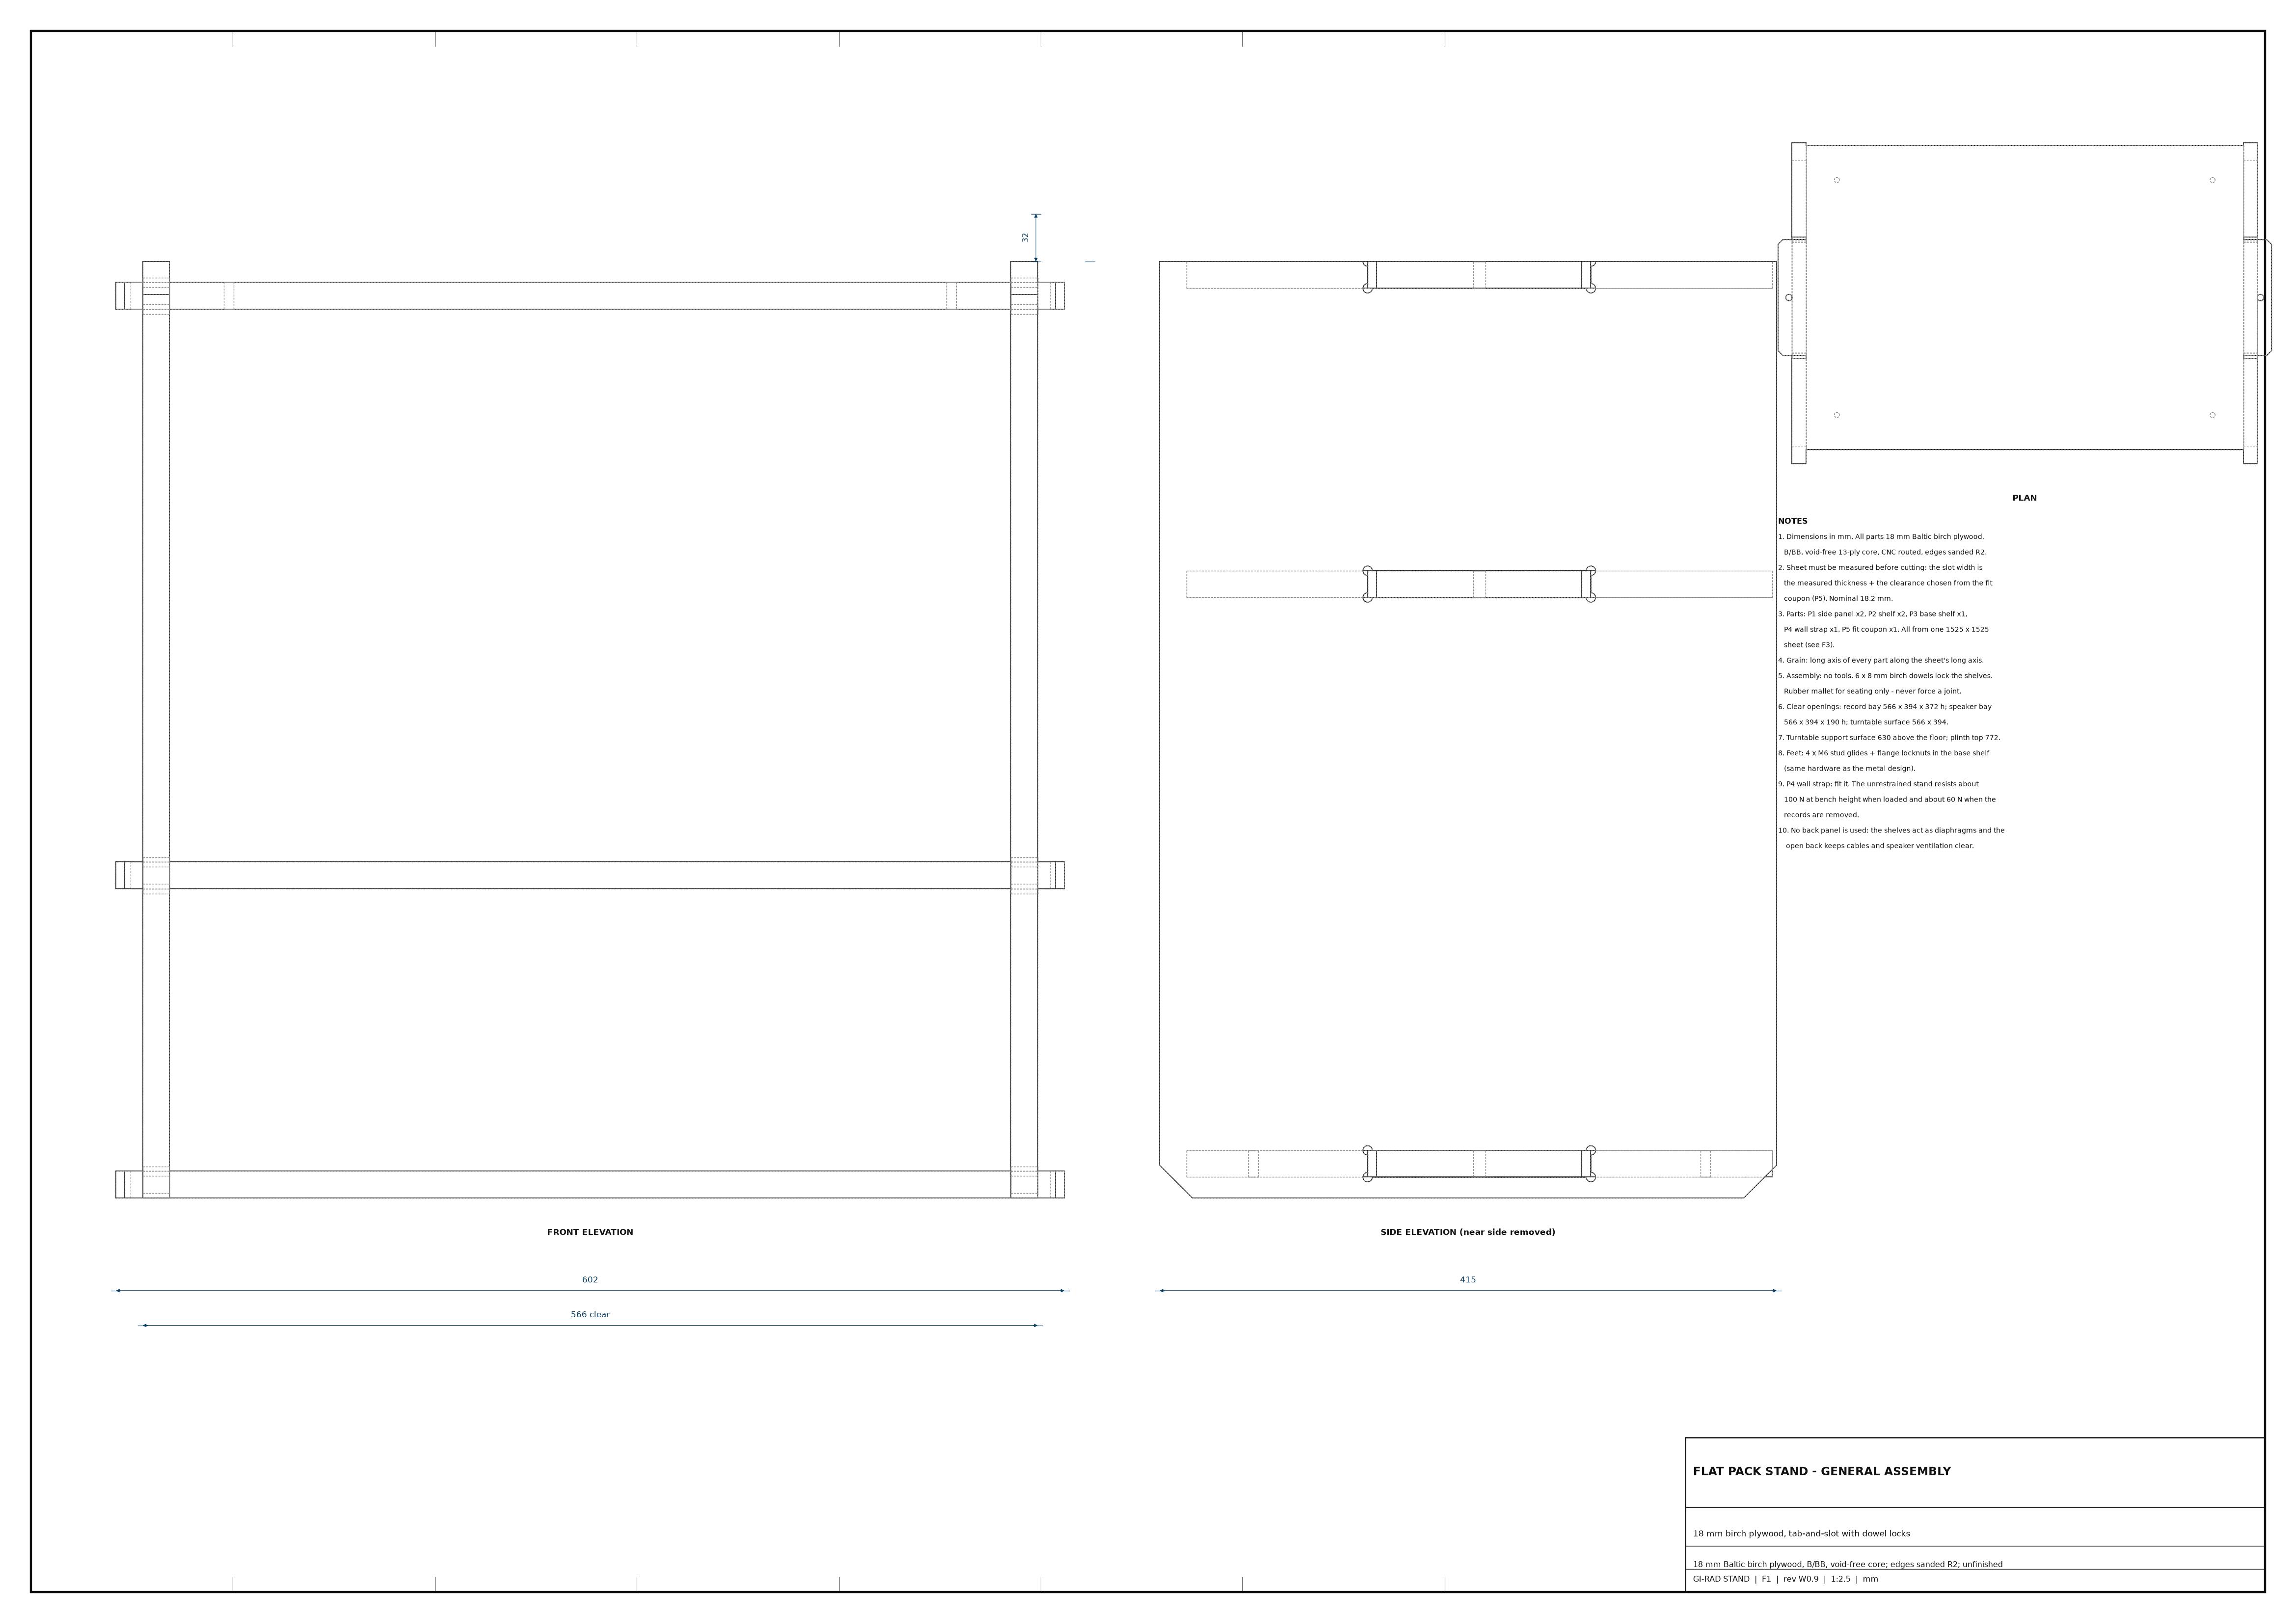 32
PLAN
NOTES
1. Dimensions in mm. All parts 18 mm Baltic birch plywood,
B/BB, void-free 13-ply core, CNC routed, edges sanded R2.
2. Sheet must be measured before cutting: the slot width is
the measured thickness + the clearance chosen from the fit
coupon (P5). Nominal 18.2 mm.
3. Parts: P1 side panel x2, P2 shelf x2, P3 base shelf x1,
P4 wall strap x1, P5 fit coupon x1. All from one 1525 x 1525
sheet (see F3).
4. Grain: long axis of every part along the sheet's long axis.
5. Assembly: no tools. 6 x 8 mm birch dowels lock the shelves.
Rubber mallet for seating only - never force a joint.
6. Clear openings: record bay 566 x 394 x 372 h; speaker bay
566 x 394 x 190 h; turntable surface 566 x 394.
7. Turntable support surface 630 above the floor; plinth top 772.
8. Feet: 4 x M6 stud glides + flange locknuts in the base shelf
(same hardware as the metal design).
9. P4 wall strap: fit it. The unrestrained stand resists about
100 N at bench height when loaded and about 60 N when the
records are removed.
10. No back panel is used: the shelves act as diaphragms and the
open back keeps cables and speaker ventilation clear.
FRONT ELEVATION
SIDE ELEVATION (near side removed)
602
415
566 clear
FLAT PACK STAND - GENERAL ASSEMBLY
18 mm birch plywood, tab-and-slot with dowel locks
18 mm Baltic birch plywood, B/BB, void-free core; edges sanded R2; unfinished
GI-RAD STAND | F1 | rev W0.9 | 1:2.5 | mm